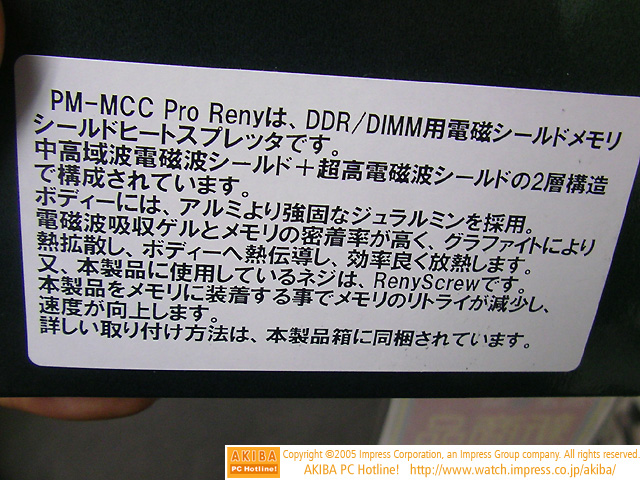 PM-MCC Pro Renyは、DDR/DIMM用電磁シールドメモリ
シールドヒートスプレッタです。
中高域波電磁波シールド＋超高電磁波シールドの2層構造
で構成されています。
ボディーには、アルミより強固なジュラルミンを採用。
電磁波吸収ゲルとメモリの密着率が高く、グラファイトにより
熱拡散し、ボディーへ熱伝導し、効率良く放熱します。
又、本製品に使用しているネジは、RenyScrewです。
本製品をメモリに装着する事でメモリのリトライが減少し、
速度が向上します。
詳しい取り付け方法は、本製品箱に同梱されています。
AKIBA PC Hotline!
Copyright ©2005 Impress Corporation, an Impress Group company. All rights reserved.
AKIBA PC Hotline! http://www.watch.impress.co.jp/akiba/